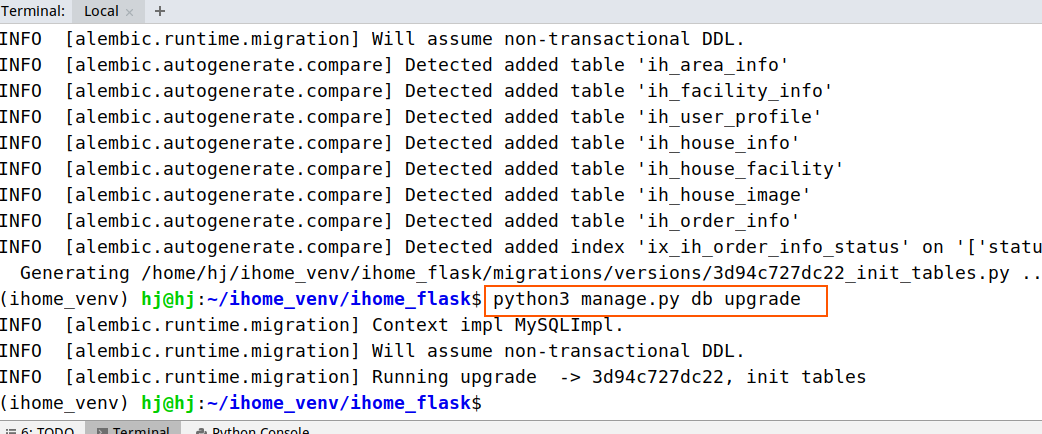 Terminal: Local × +
INFO  [alembic.runtime.migration] Will assume non-transactional DDL.
INFO  [alembic.autogenerate.compare] Detected added table 'ih_area_info'
INFO  [alembic.autogenerate.compare] Detected added table 'ih_facility_info'
INFO  [alembic.autogenerate.compare] Detected added table 'ih_user_profile'
INFO  [alembic.autogenerate.compare] Detected added table 'ih_house_info'
INFO  [alembic.autogenerate.compare] Detected added table 'ih_house_facility'
INFO  [alembic.autogenerate.compare] Detected added table 'ih_house_image'
INFO  [alembic.autogenerate.compare] Detected added table 'ih_order_info'
INFO  [alembic.autogenerate.compare] Detected added index 'ix_ih_order_info_status' on '['statu
  Generating /home/hj/ihome_venv/ihome_flask/migrations/versions/3d94c727dc22_init_tables.py ..
(ihome_venv) hj@hj:~/ihome_venv/ihome_flask$ python3 manage.py db upgrade
INFO  [alembic.runtime.migration] Context impl MySQLImpl.
INFO  [alembic.runtime.migration] Will assume non-transactional DDL.
INFO  [alembic.runtime.migration] Running upgrade  -> 3d94c727dc22, init tables
(ihome_venv) hj@hj:~/ihome_venv/ihome_flask$
6: TODO Terminal Python Console